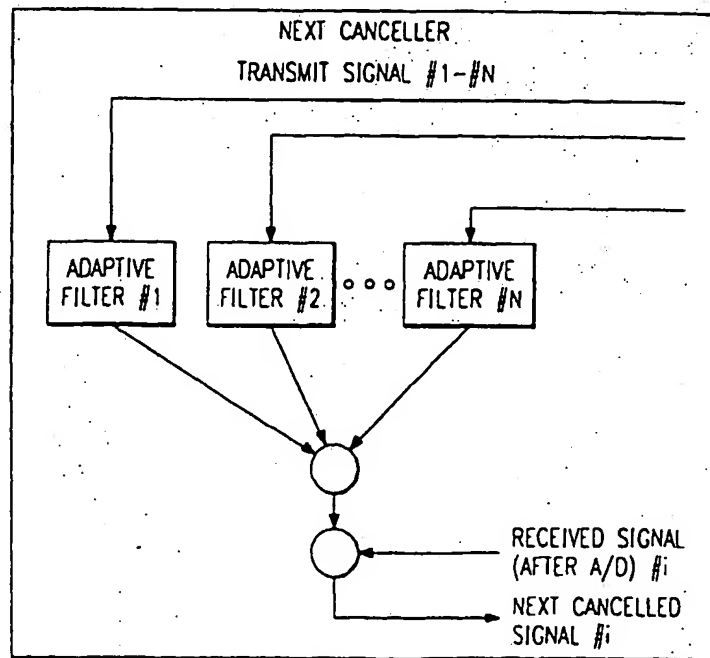 NEXT CANCELLER
TRANSMIT SIGNAL #1-#N
ADAPTIVE
FILTER #1
ADAPTIVE
FILTER #2
ADAPTIVE
FILTER #N
RECEIVED SIGNAL
(AFTER A/D) #i
NEXT CANCELLED
SIGNAL #i